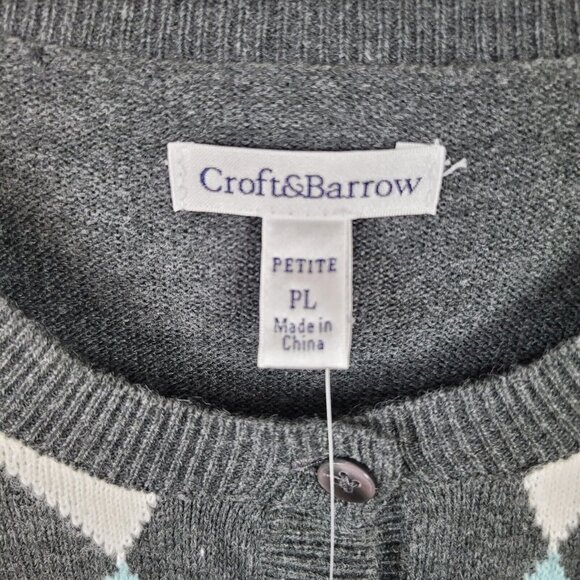 Croft&Barrow
PETITE
PL
Made in
China